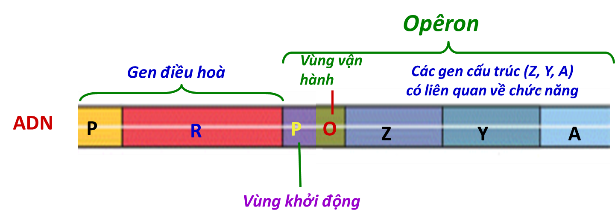 Opêron
Gen điều hoà
Vùng vận
hành
Các gen cấu trúc (Z, Y, A)
có liên quan về chức năng
ADN
P R P O Z Y A
Vùng khởi động